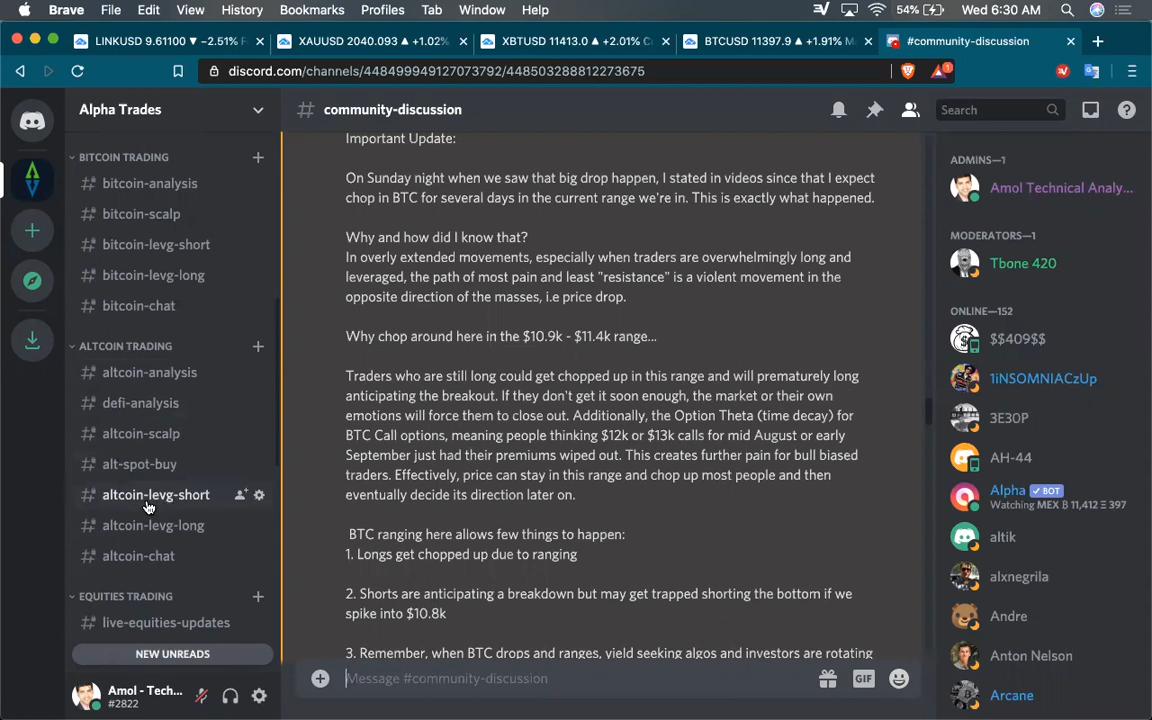 Brave File Edit View History Bookmarks Profiles Tab Window Help 54% Wed 6:30 AM
LINKUSD 9.61100 ▼ −2.51% F × XAUUSD 2040.093 ▲ +1.02% × XBTUSD 11413.0 ▲ +2.01% C × BTCUSD 11397.9 ▲ +1.91% M × #community-discussion × +
discord.com/channels/448499949127073792/448503288812273675 1
Alpha Trades
BITCOIN TRADING +
# bitcoin-analysis
# bitcoin-scalp
# bitcoin-levg-short
# bitcoin-levg-long
# bitcoin-chat
ALTCOIN TRADING +
# altcoin-analysis
# defi-analysis
# altcoin-scalp
# alt-spot-buy
# altcoin-levg-short
# altcoin-levg-long
# altcoin-chat
EQUITIES TRADING +
# live-equities-updates
NEW UNREADS
Amol - Tech...
#2822
# community-discussion
Search
Important Update:
On Sunday night when we saw that big drop happen, I stated in videos since that I expect
chop in BTC for several days in the current range we're in. This is exactly what happened.
Why and how did I know that?
In overly extended movements, especially when traders are overwhelmingly long and
leveraged, the path of most pain and least "resistance" is a violent movement in the
opposite direction of the masses, i.e price drop.
Why chop around here in the $10.9k - $11.4k range...
Traders who are still long could get chopped up in this range and will prematurely long
anticipating the breakout. If they don't get it soon enough, the market or their own
emotions will force them to close out. Additionally, the Option Theta (time decay) for
BTC Call options, meaning people thinking $12k or $13k calls for mid August or early
September just had their premiums wiped out. This creates further pain for bull biased
traders. Effectively, price can stay in this range and chop up most people and then
eventually decide its direction later on.
BTC ranging here allows few things to happen:
1. Longs get chopped up due to ranging
2. Shorts are anticipating a breakdown but may get trapped shorting the bottom if we
spike into $10.8k
3. Remember, when BTC drops and ranges, yield seeking algos and investors are rotating
Message #community-discussion
GIF
ADMINS—1
Amol Technical Analy...
MODERATORS—1
Tbone 420
ONLINE—152
$$409$$
1iNSOMNIACzUp
3E30P
AH-44
Alpha ✓ BOT
Watching MEX ₿ 11,412 Ξ 397
altik
alxnegrila
Andre
Anton Nelson
Arcane